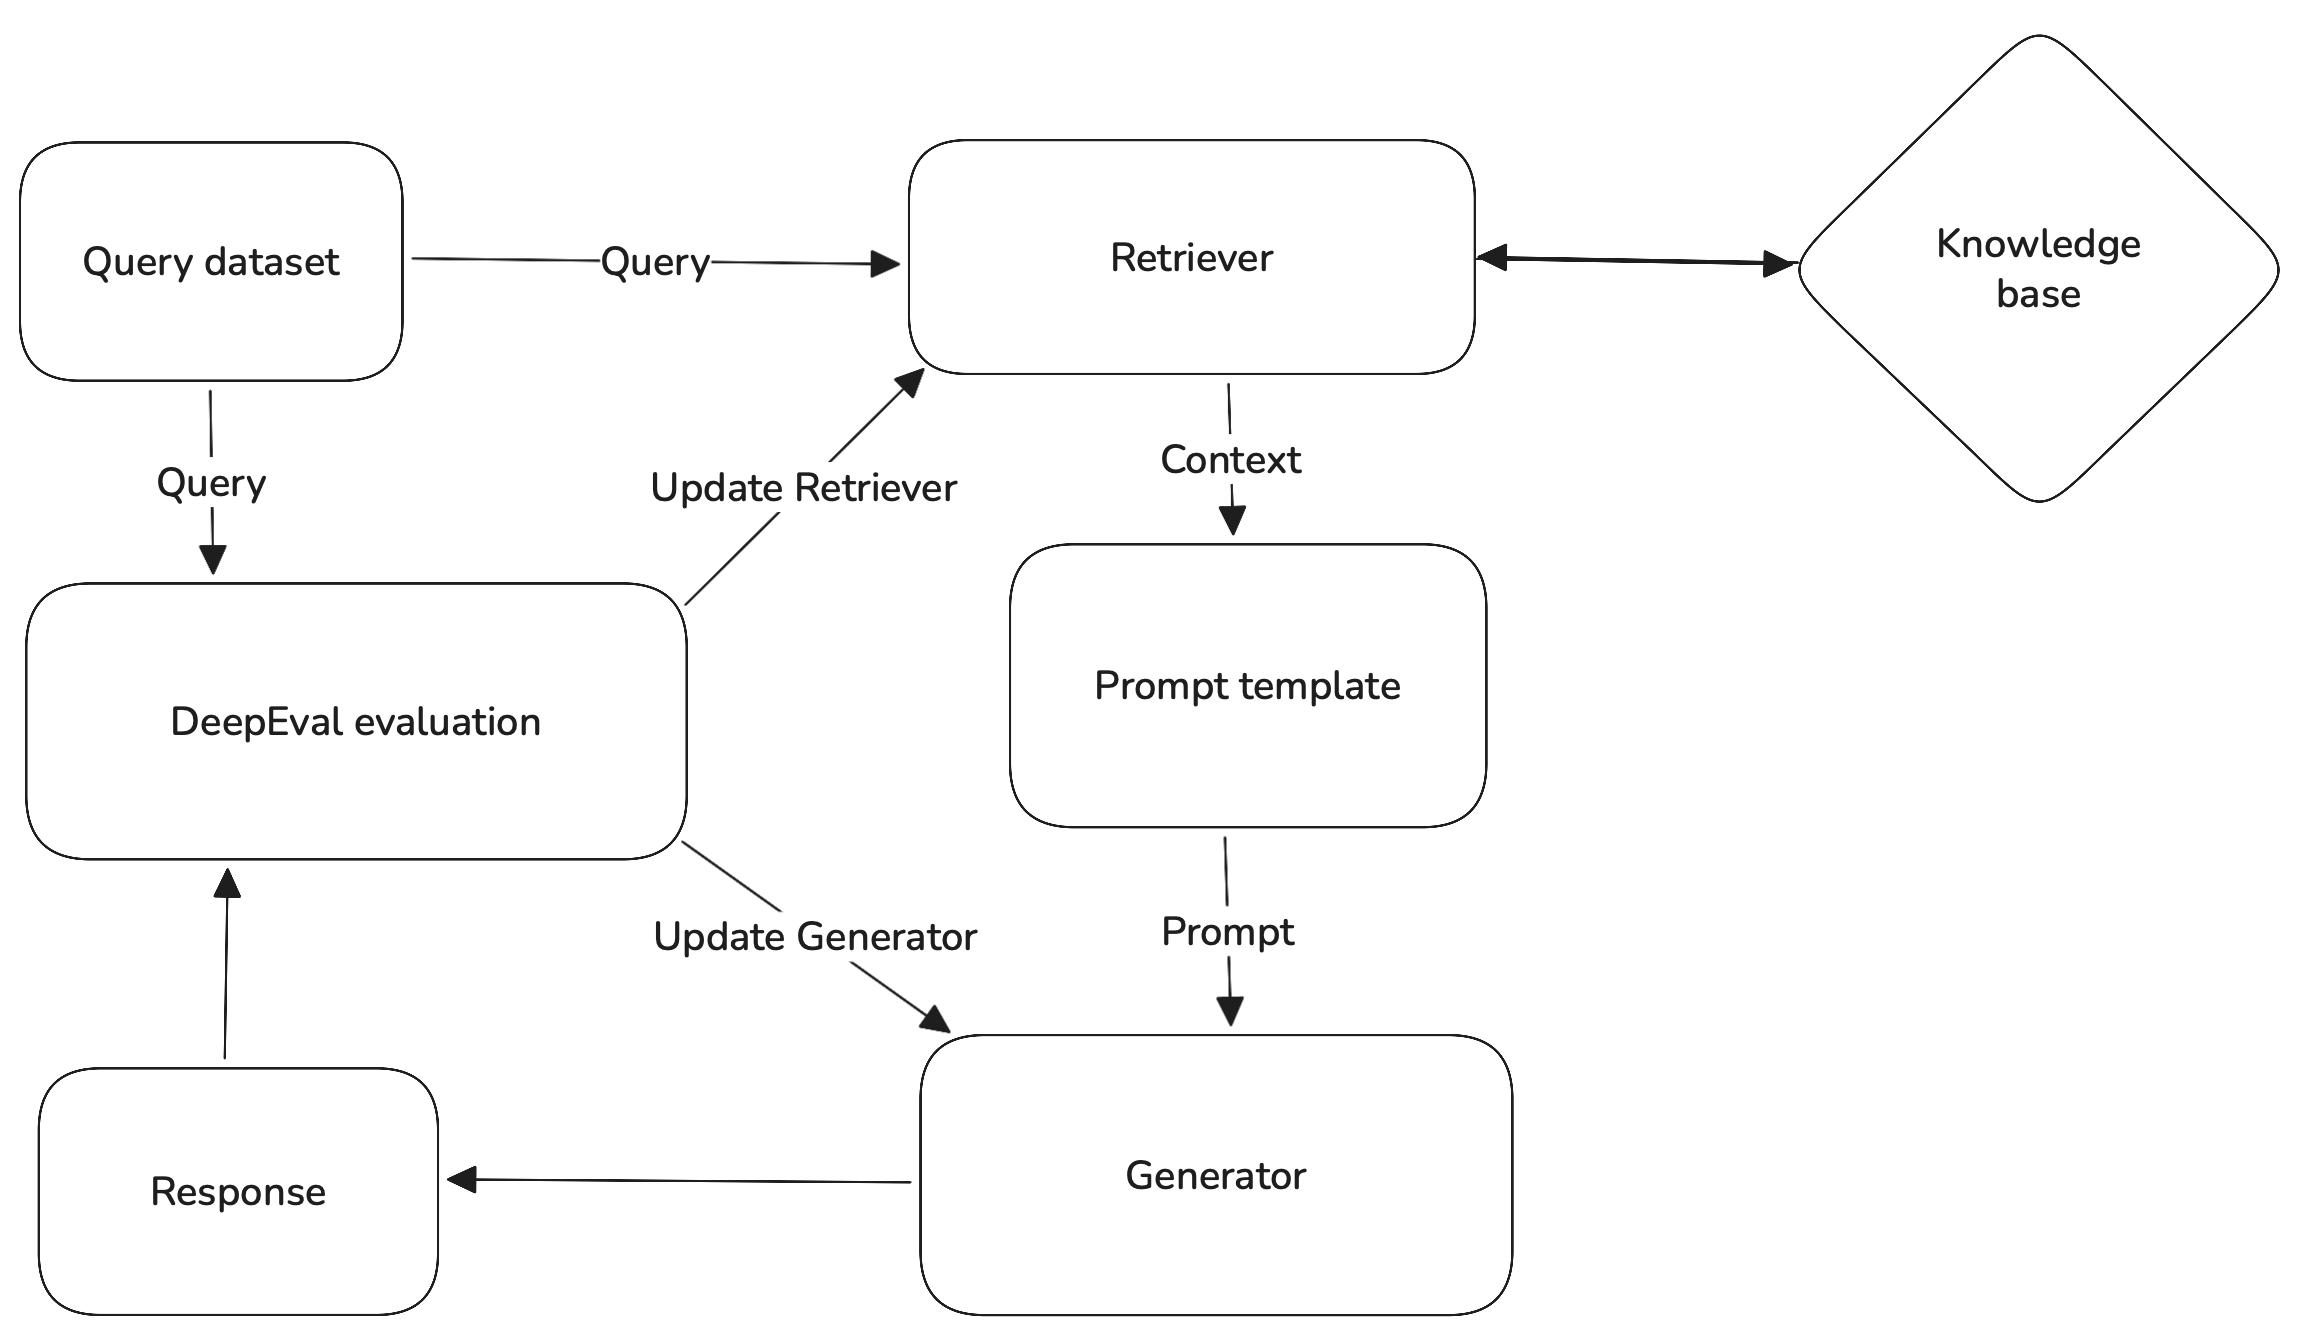 Query dataset
Query
Retriever
Knowledge
base
Query
Update Retriever
Context
DeepEval evaluation
Prompt template
Update Generator
Prompt
Response
Generator